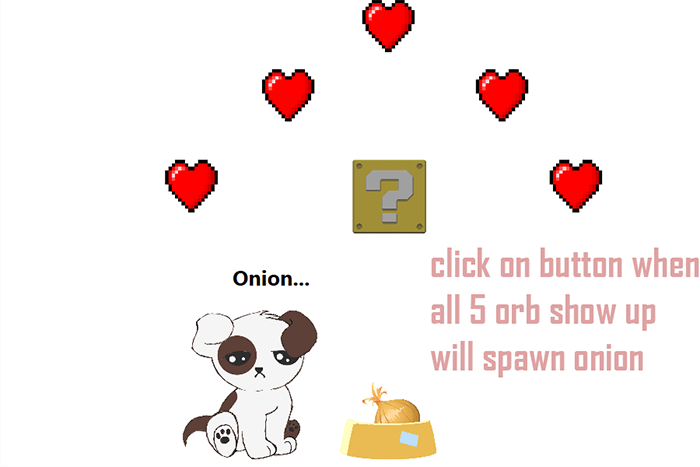 ?
Onion...
click on button when
all 5 orb show up
will spawn onion